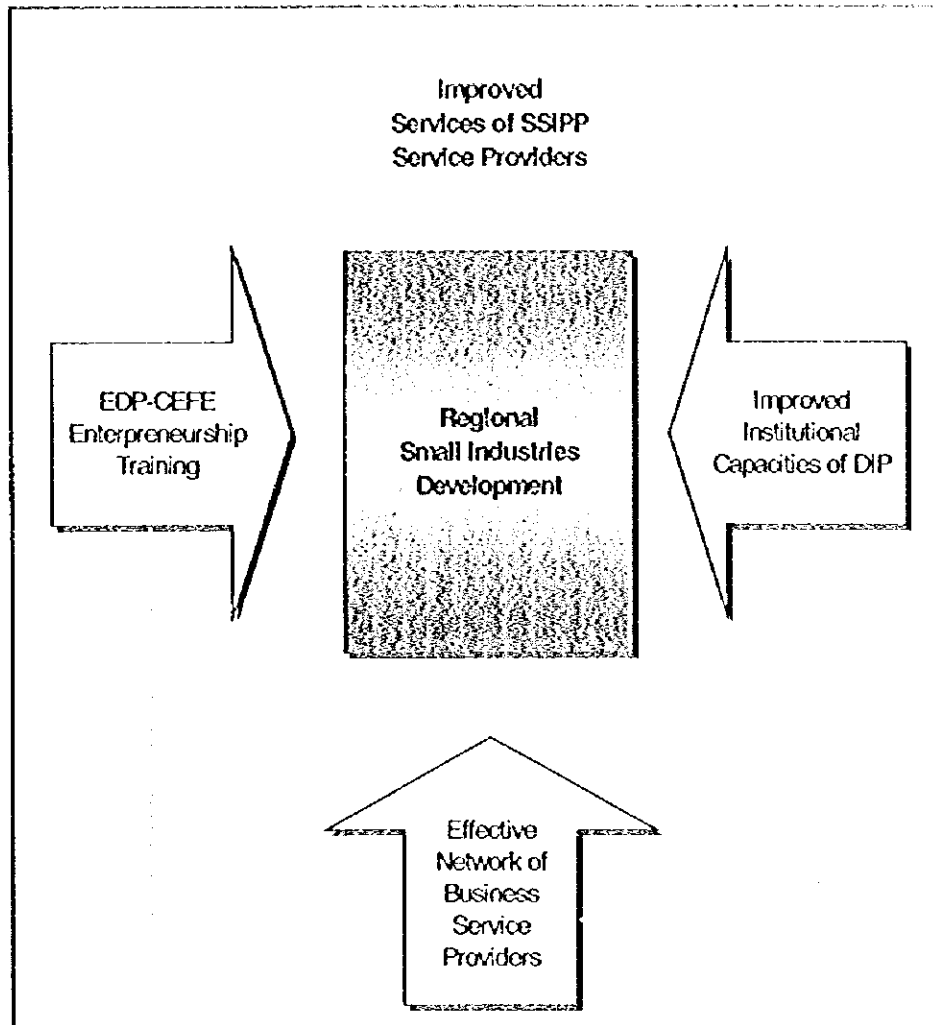 Improved
Services of SSIPP
Service Providers
EDP-CEFE
Enterpreneurship
Training
Regional
Small Industries
Development
Improved
Institutional
Capacities of DIP
Effective
Network of
Business
Service
Providers